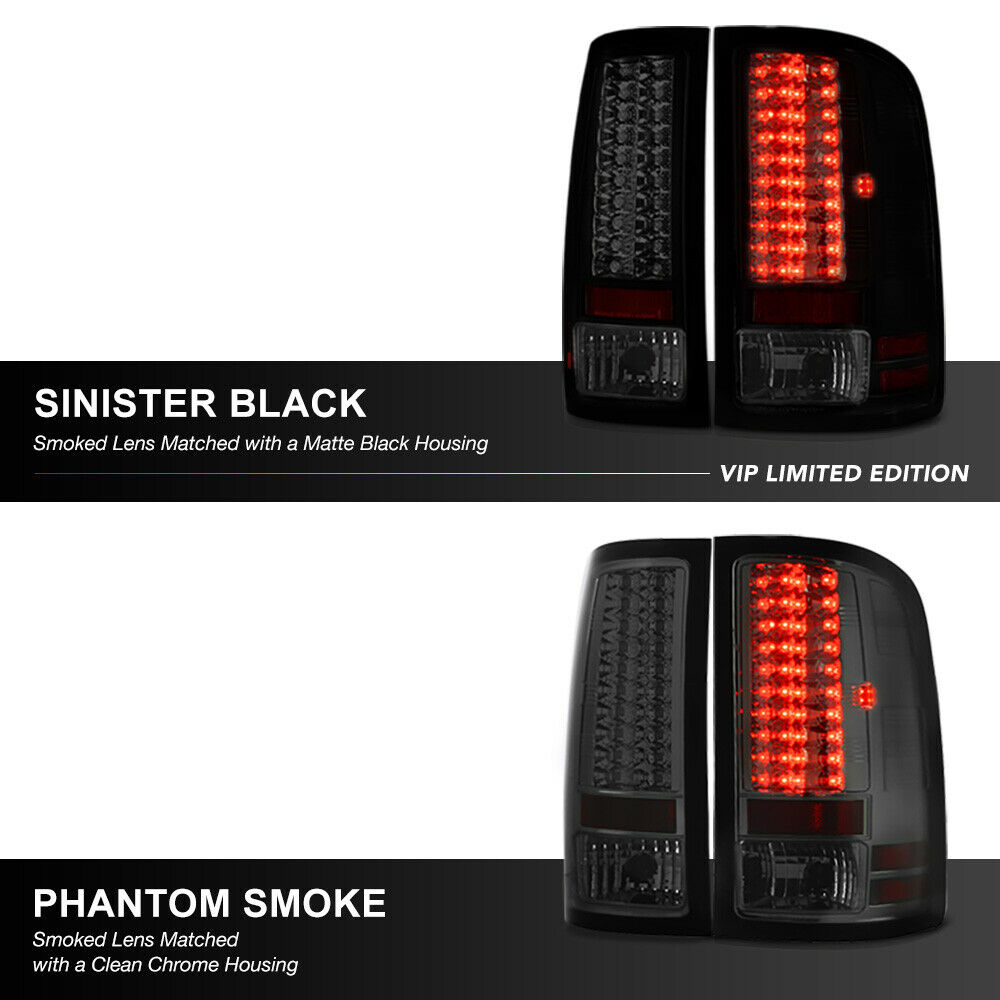 SINISTER BLACK
Smoked Lens Matched with a Matte Black Housing
VIP LIMITED EDITION
PHANTOM SMOKE
Smoked Lens Matched
with a Clean Chrome Housing